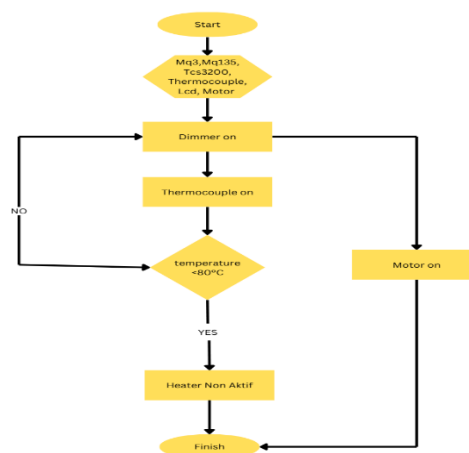 Start
Mq3,Mq135,
Tcs3200,
Thermocouple,
Lcd, Motor
Dimmer on
Thermocouple on
NO
temperature
<80°C
Motor on
YES
Heater Non Aktif
Finish